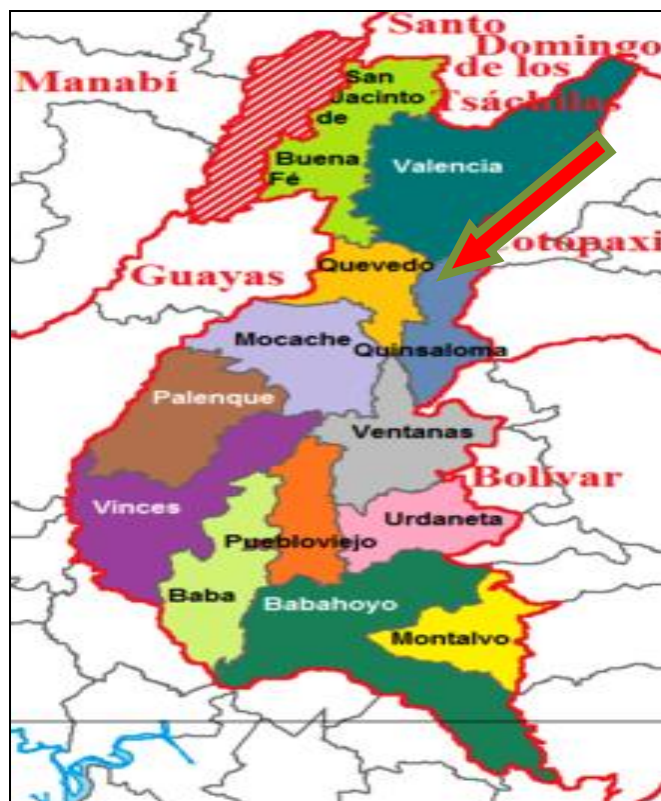 Santo
Domingo
de los
Tsáchilas
Manabí
San
Jacinto
de
Buena
Fé
Valencia
Cotopaxi
Guayas
Quevedo
Mocache
Quinsaloma
Palenque
Ventanas
Bolívar
Vinces
Urdaneta
Puebloviejo
Baba
Babahoyo
Montalvo